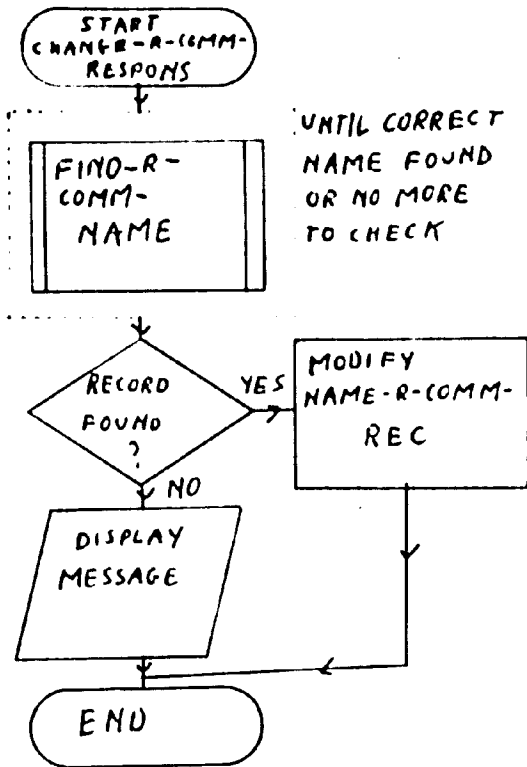 START
CHANGE-R-COMM-
RESPONS
FIND-R-
COMM-
NAME
UNTIL CORRECT
NAME FOUND
OR NO MORE
TO CHECK
RECORD
FOUND
?
YES
MODIFY
NAME-R-COMM-
REC
NO
DISPLAY
MESSAGE
END